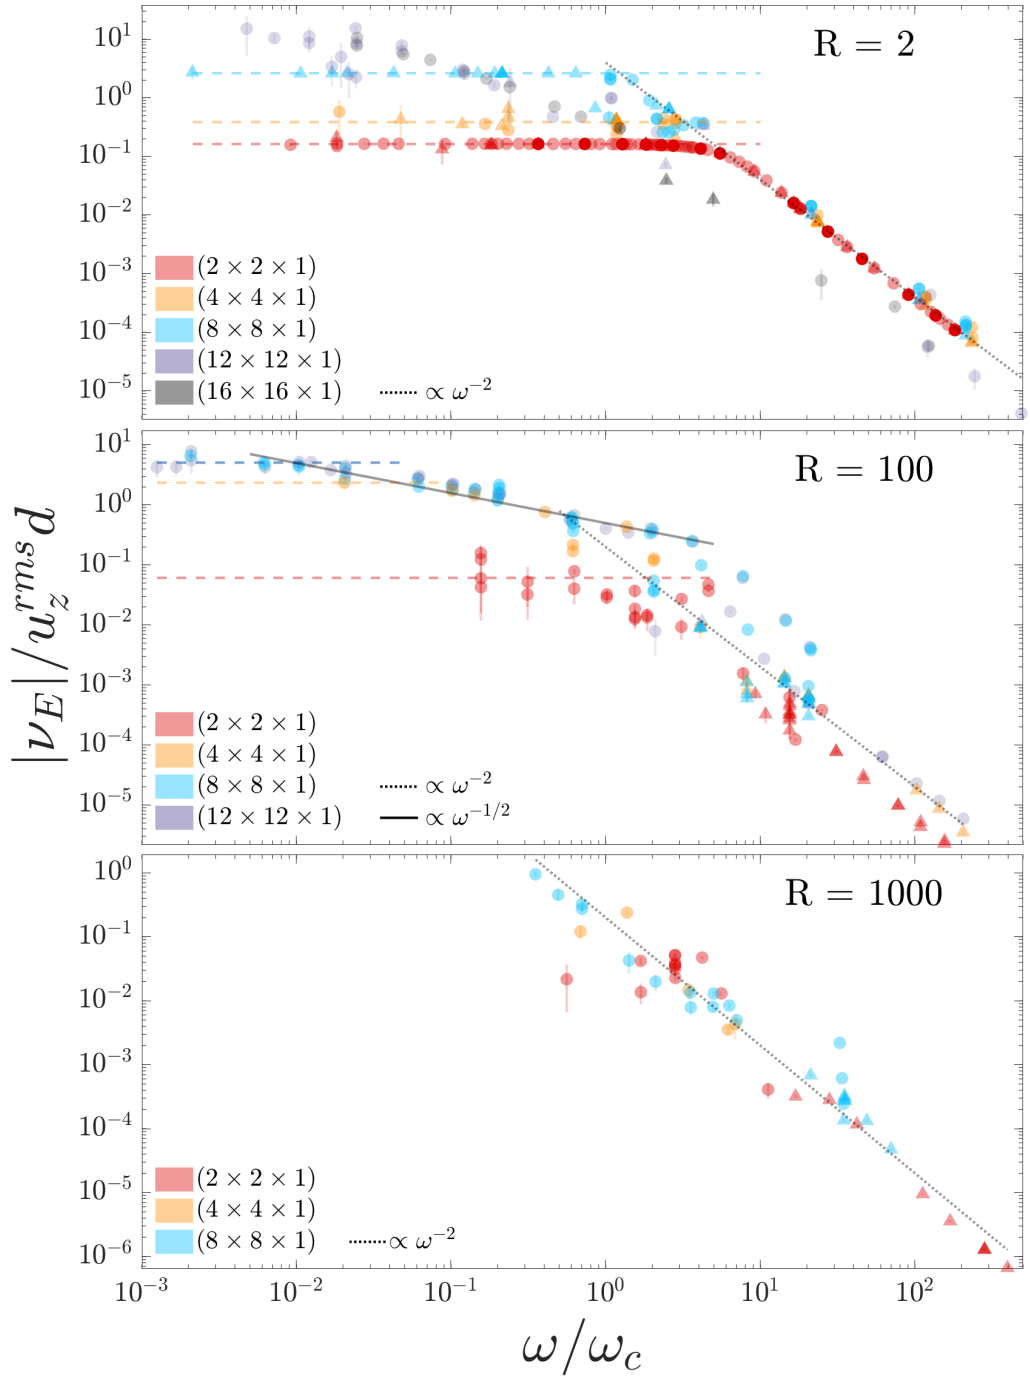 |ν_E|/u_z^{rms} d
10^1
10^0
10^{-1}
10^{-2}
10^{-3}
10^{-4}
10^{-5}
R = 2
(2 × 2 × 1)
(4 × 4 × 1)
(8 × 8 × 1)
(12 × 12 × 1)
(16 × 16 × 1)
∝ ω^{-2}
10^1
10^0
10^{-1}
10^{-2}
10^{-3}
10^{-4}
10^{-5}
R = 100
(2 × 2 × 1)
(4 × 4 × 1)
(8 × 8 × 1)
(12 × 12 × 1)
∝ ω^{-2}
∝ ω^{-1/2}
10^0
10^{-1}
10^{-2}
10^{-3}
10^{-4}
10^{-5}
10^{-6}
R = 1000
(2 × 2 × 1)
(4 × 4 × 1)
(8 × 8 × 1)
∝ ω^{-2}
10^{-3}
10^{-2}
10^{-1}
10^0
10^1
10^2
ω/ω_c